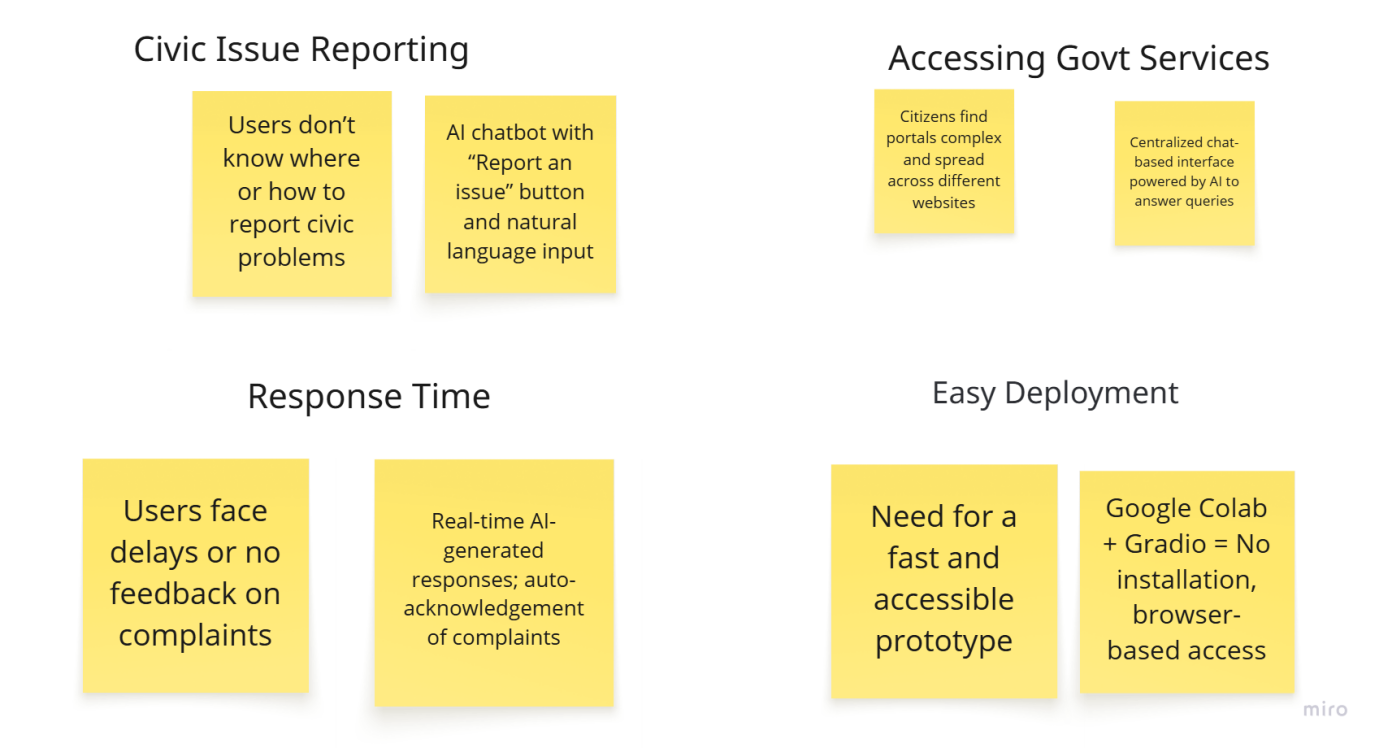 Civic Issue Reporting
Users don’t
know where
or how to
report civic
problems
AI chatbot with
“Report an
issue” button
and natural
language input
Accessing Govt Services
Citizens find
portals complex
and spread
across different
websites
Centralized chat-
based interface
powered by AI to
answer queries
Response Time
Users face
delays or no
feedback on
complaints
Real-time AI-
generated
responses; auto-
acknowledgement
of complaints
Easy Deployment
Need for a
fast and
accessible
prototype
Google Colab
+ Gradio = No
installation,
browser-
based access
miro